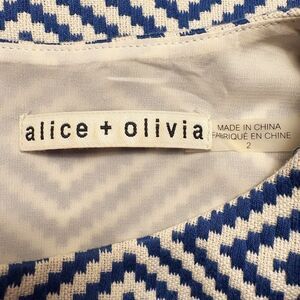 alice + olivia
MADE IN CHINA
FABRIQUÉ EN CHINE
2